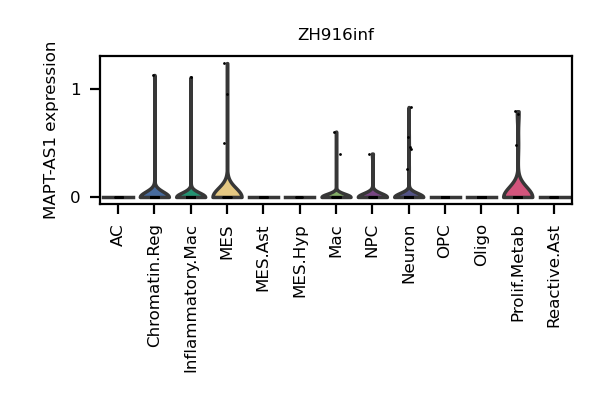 ZH916inf
MAPT-AS1 expression
1
0
AC
Chromatin.Reg
Inflammatory.Mac
MES
MES.Ast
MES.Hyp
Mac
NPC
Neuron
OPC
Oligo
Prolif.Metab
Reactive.Ast